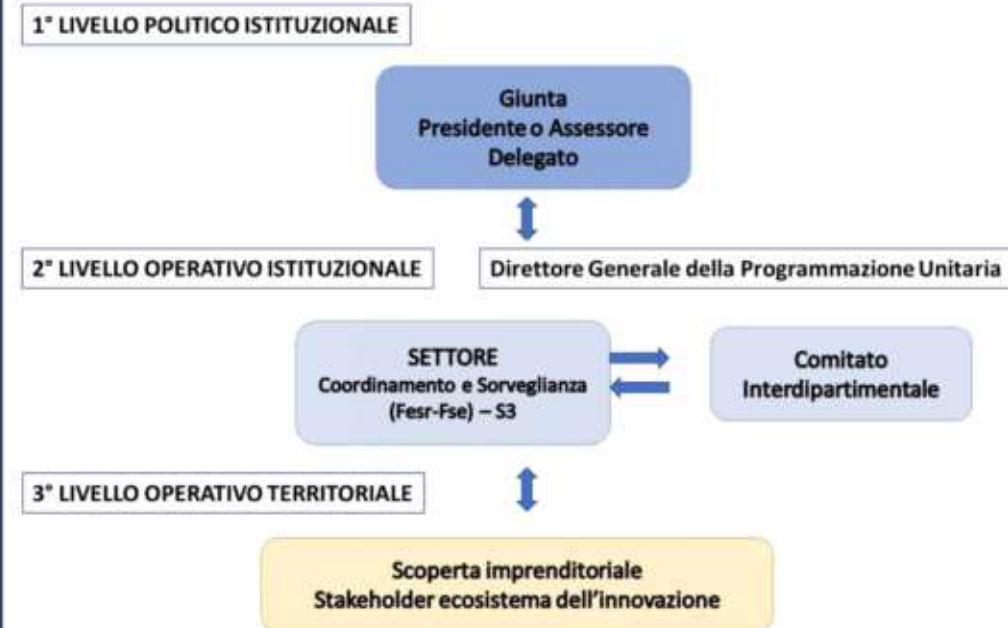 1° LIVELLO POLITICO ISTITUZIONALE
Giunta
Presidente o Assessore
Delegato
2° LIVELLO OPERATIVO ISTITUZIONALE
Direttore Generale della Programmazione Unitaria
SETTORE
Coordinamento e Sorveglianza
(Fesr-Fse) – S3
Comitato
Interdipartimentale
3° LIVELLO OPERATIVO TERRITORIALE
Scoperta imprenditoriale
Stakeholder ecosistema dell'innovazione